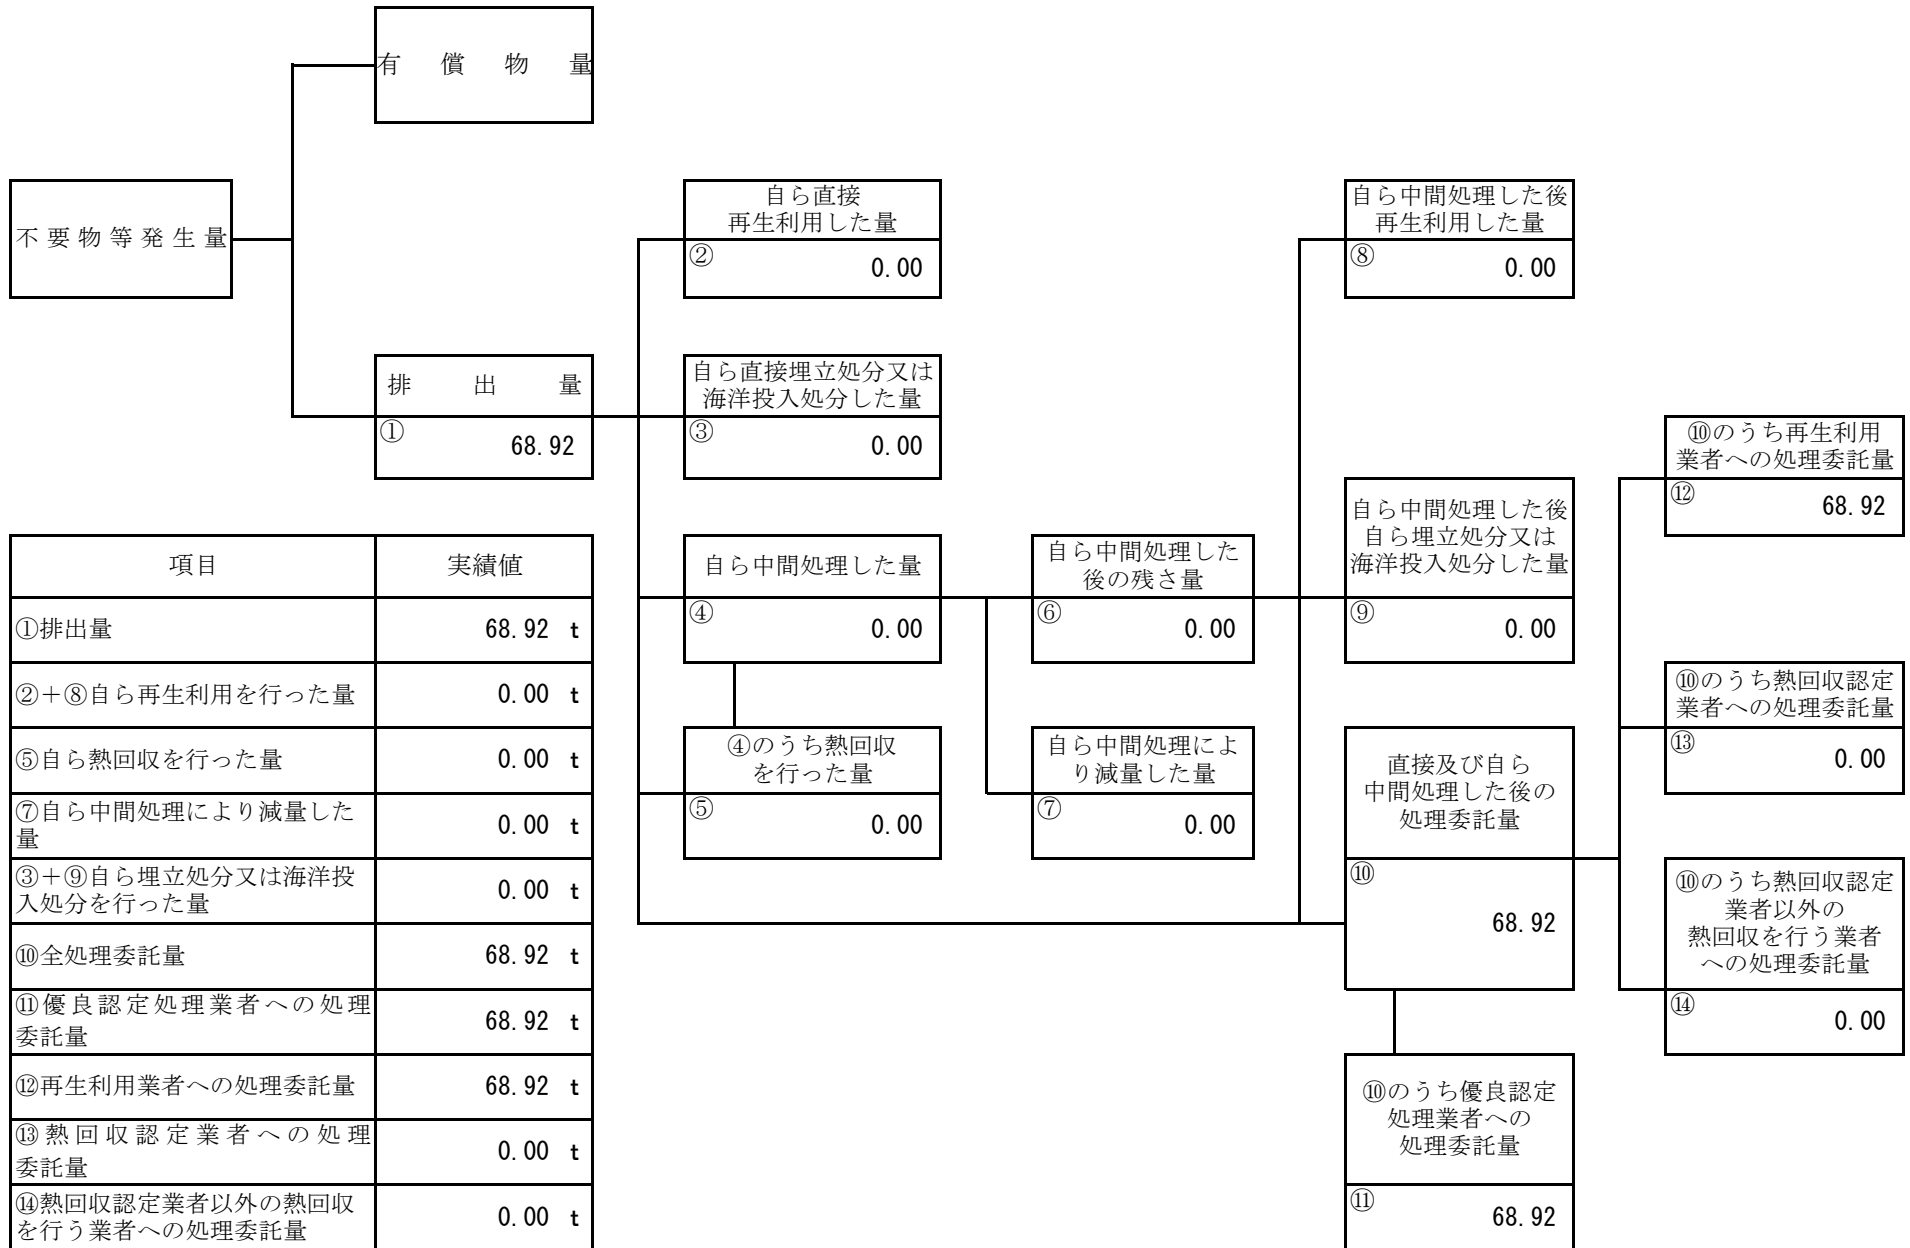 有償物量
不要物等発生量
自ら直接
再生利用した量
②
0.00
自ら中間処理した後
再生利用した量
⑧
0.00
排出量
①
68.92
自ら直接埋立処分又は
海洋投入処分した量
③
0.00
⑩のうち再生利用
業者への処理委託量
⑫
68.92
自ら中間処理した量
④
0.00
自ら中間処理した
後の残さ量
⑥
0.00
自ら中間処理した後
自ら埋立処分又は
海洋投入処分した量
⑨
0.00
⑩のうち熱回収認定
業者への処理委託量
⑬
0.00
④のうち熱回収
を行った量
⑤
0.00
自ら中間処理によ
り減量した量
⑦
0.00
直接及び自ら
中間処理した後の
処理委託量
⑩
68.92
⑩のうち熱回収認定
業者以外の
熱回収を行う業者
への処理委託量
⑭
0.00
⑩のうち優良認定
処理業者への
処理委託量
⑪
68.92
項目 実績値
①排出量 68.92 t
②＋⑧自ら再生利用を行った量 0.00 t
⑤自ら熱回収を行った量 0.00 t
⑦自ら中間処理により減量した
量
0.00 t
③＋⑨自ら埋立処分又は海洋投
入処分を行った量
0.00 t
⑩全処理委託量 68.92 t
⑪優良認定処理業者への処理
委託量
68.92 t
⑫再生利用業者への処理委託量 68.92 t
⑬熱回収認定業者への処理
委託量
0.00 t
⑭熱回収認定業者以外の熱回収
を行う業者への処理委託量
0.00 t